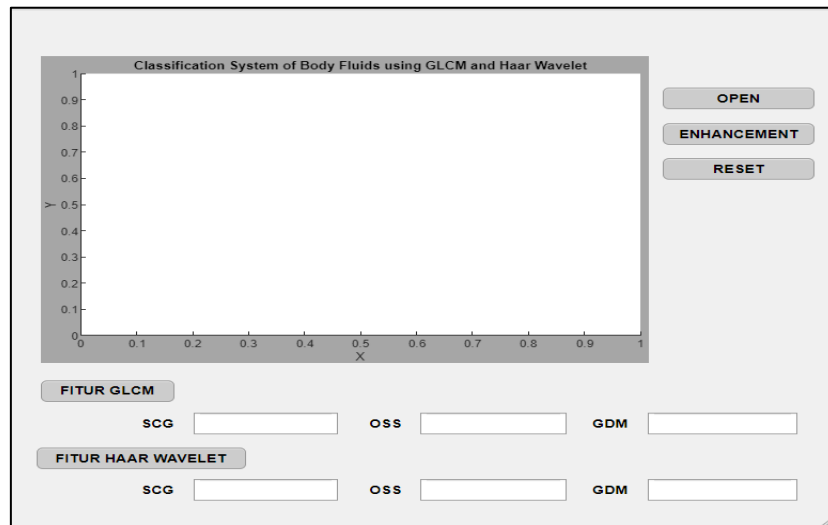 Classification System of Body Fluids using GLCM and Haar Wavelet
1
0.9
0.8
0.7
0.6
0.5
0.4
0.3
0.2
0.1
0
Y
0 0.1 0.2 0.3 0.4 0.5 0.6 0.7 0.8 0.9 1
X
OPEN
ENHANCEMENT
RESET
FITUR GLCM
SCG OSS GDM
FITUR HAAR WAVELET
SCG OSS GDM